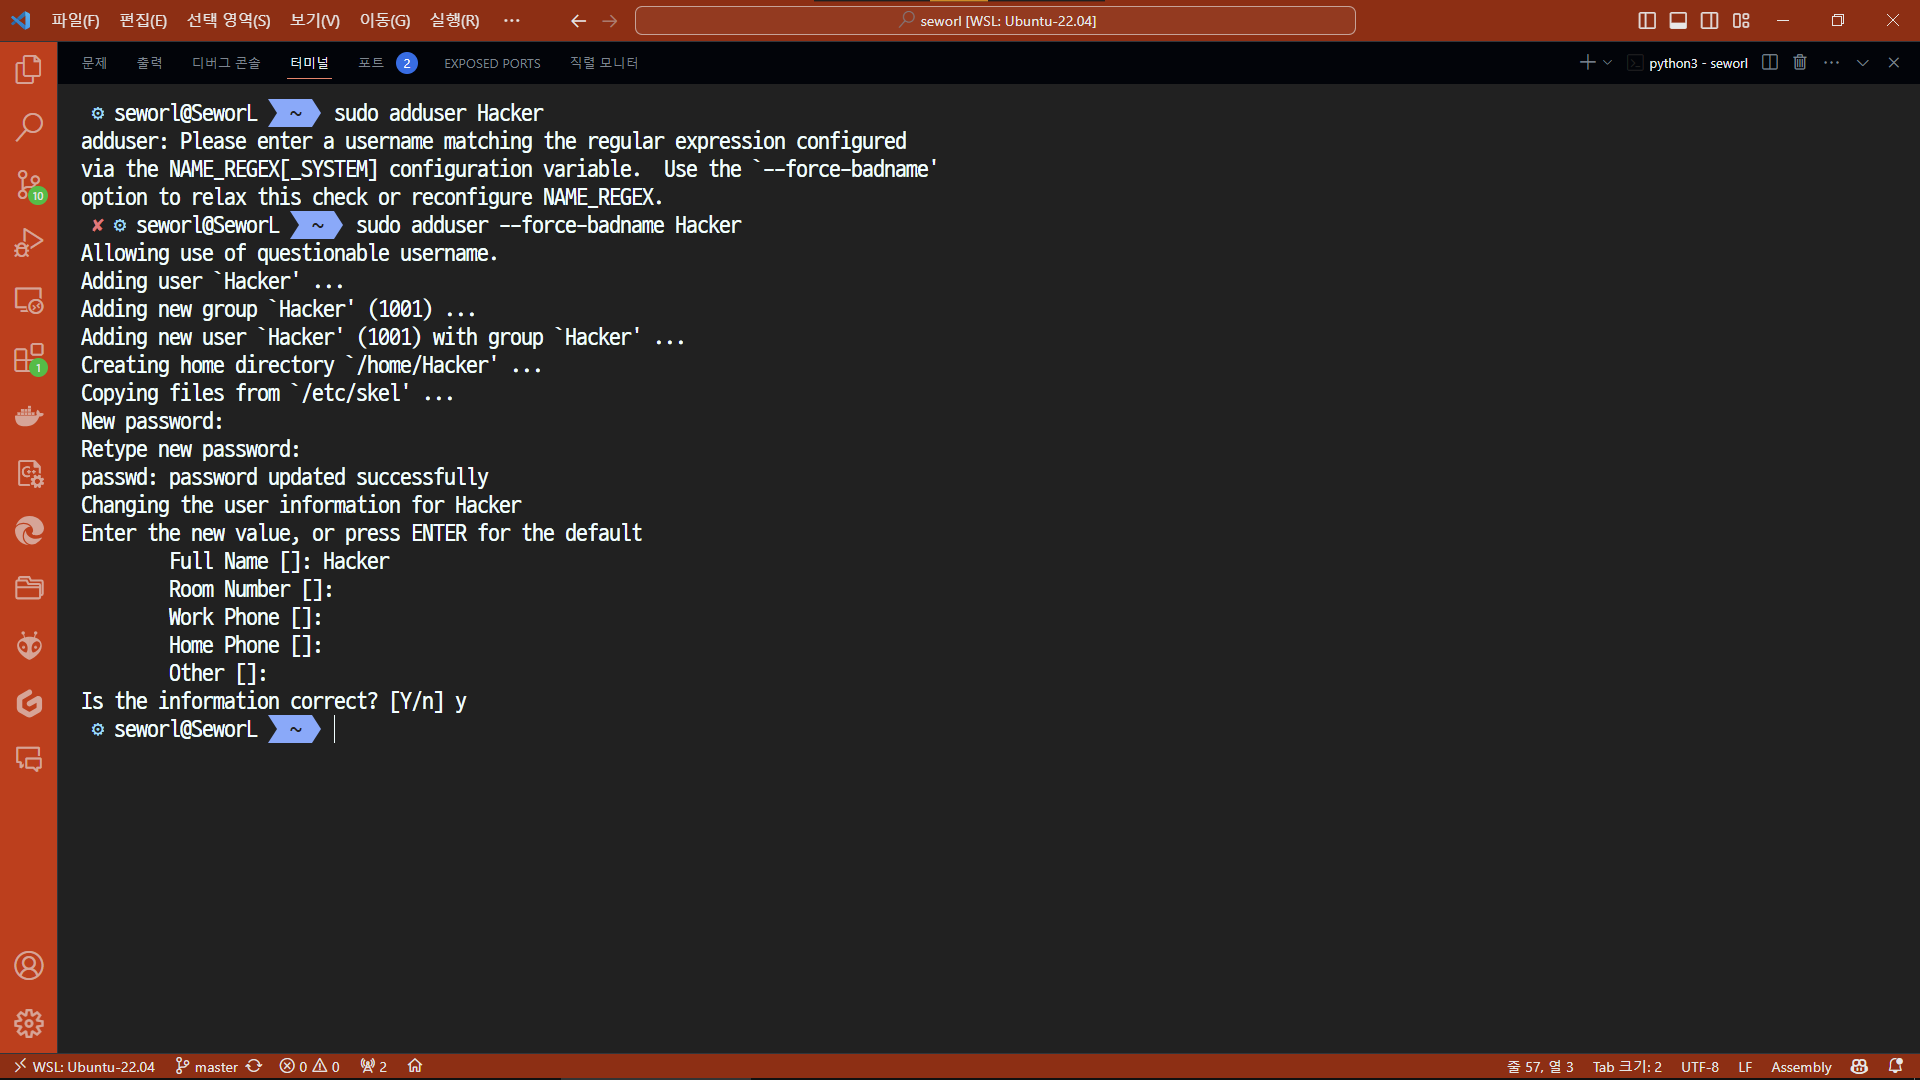 파일(F) 편집(E) 선택 영역(S) 보기(V) 이동(G) 실행(R) ··· seworl [WSL: Ubuntu-22.04]
문제 출력 디버그 콘솔 터미널 포트 2 EXPOSED PORTS 직렬 모니터 python3 - seworl
seworl@SeworL ~ sudo adduser Hacker
adduser: Please enter a username matching the regular expression configured
via the NAME_REGEX[_SYSTEM] configuration variable.  Use the `--force-badname'
option to relax this check or reconfigure NAME_REGEX.
✘ seworl@SeworL ~ sudo adduser --force-badname Hacker
Allowing use of questionable username.
Adding user `Hacker' ...
Adding new group `Hacker' (1001) ...
Adding new user `Hacker' (1001) with group `Hacker' ...
Creating home directory `/home/Hacker' ...
Copying files from `/etc/skel' ...
New password:
Retype new password:
passwd: password updated successfully
Changing the user information for Hacker
Enter the new value, or press ENTER for the default
Full Name []: Hacker
Room Number []:
Work Phone []:
Home Phone []:
Other []:
Is the information correct? [Y/n] y
seworl@SeworL ~
10
1
WSL: Ubuntu-22.04 master 0 0 2 줄 57, 열 3 Tab 크기: 2 UTF-8 LF Assembly